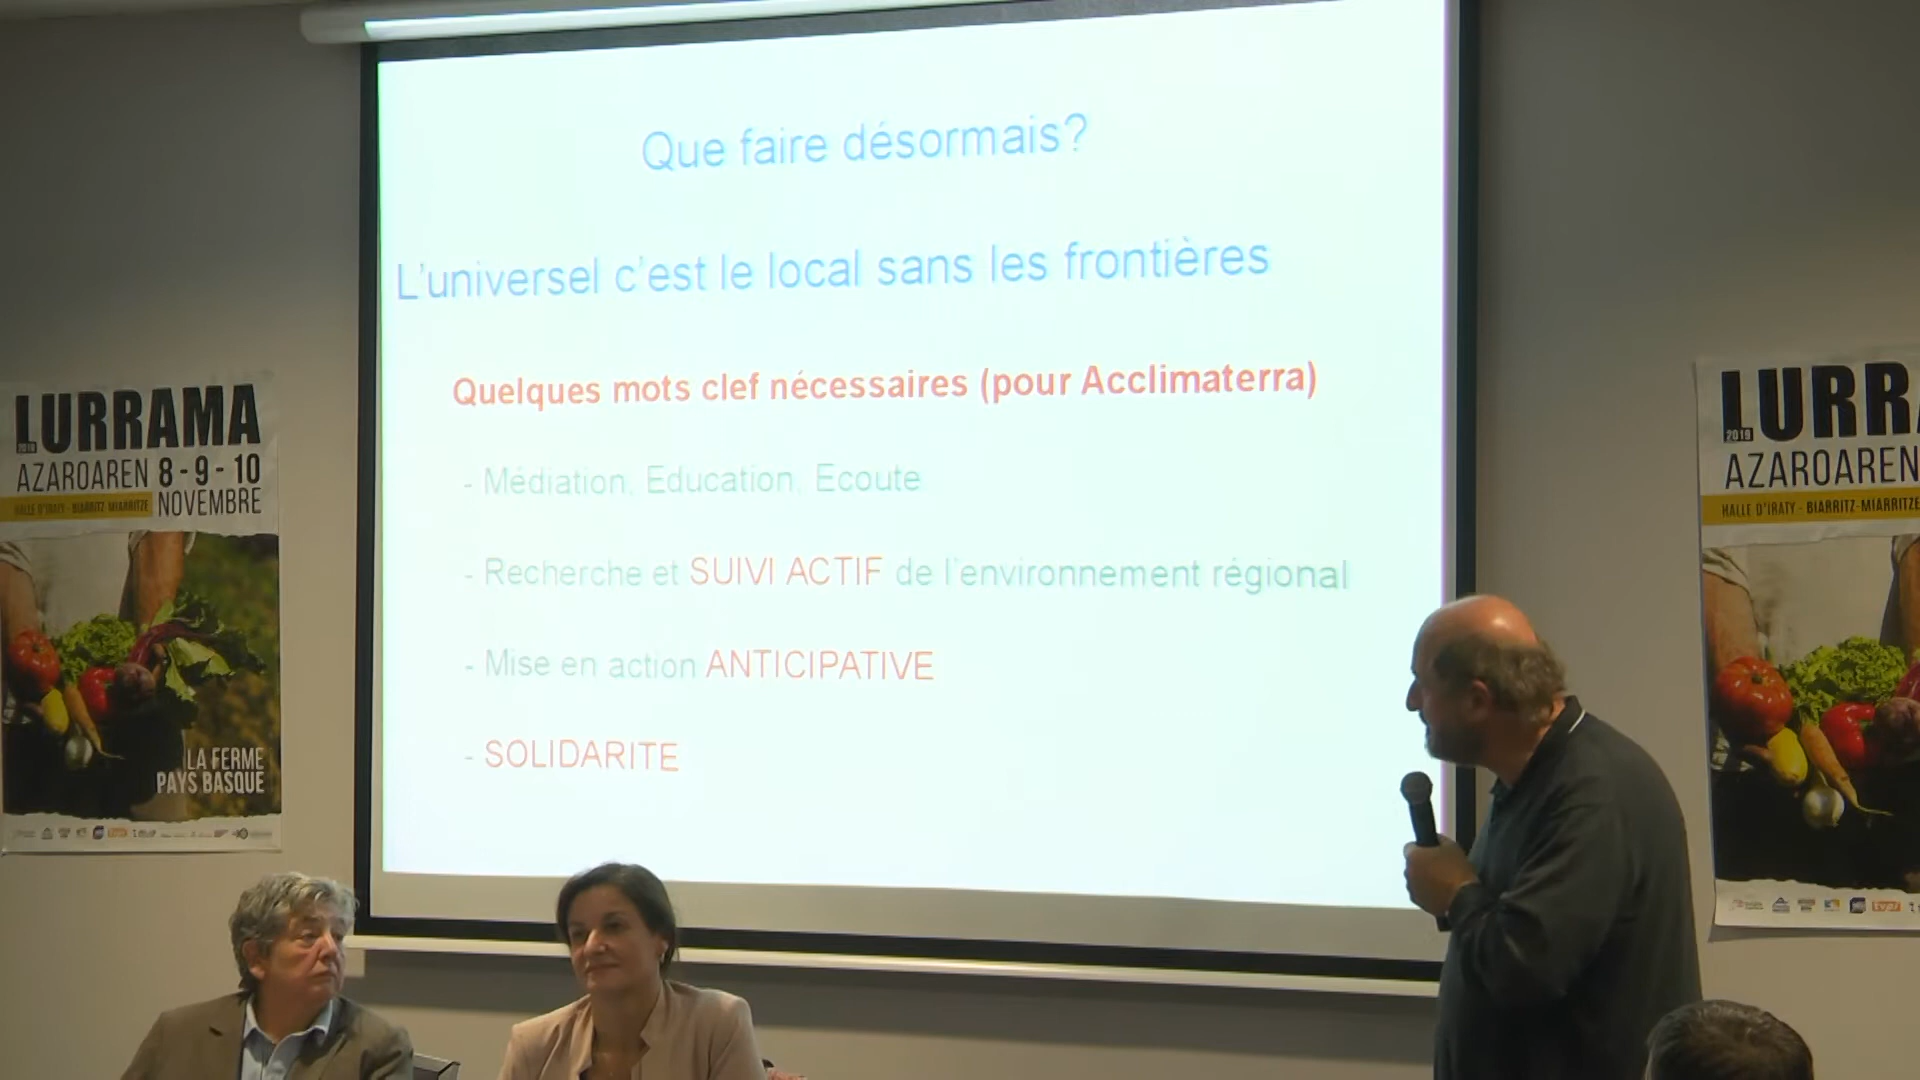 Que faire désormais?
L'universel c'est le local sans les frontières
Quelques mots clef nécessaires (pour Acclimaterra)
- Médiation, Education, Ecoute
- Recherche et SUIVI ACTIF de l'environnement régional
- Mise en action ANTICIPATIVE
- SOLIDARITE
LURRAMA
2019
AZAROAREN 8 - 9 - 10
HALLE D'IRATY - BIARRITZ-MIARRITZE NOVEMBRE
LA FERME
PAYS BASQUE
LURR
2019
AZAROAREN
HALLE D'IRATY - BIARRITZ-MIARRITZE